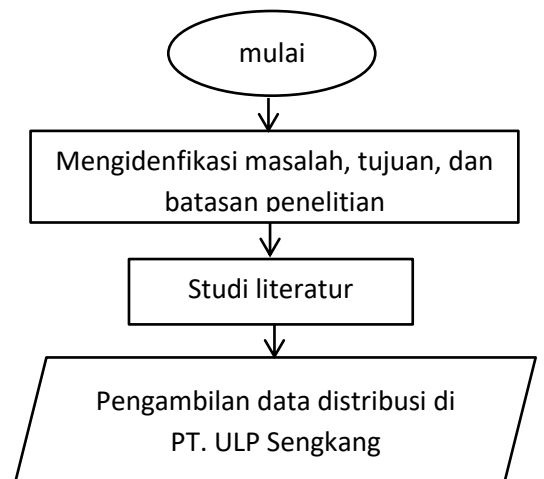 mulai
Mengidenfikasi masalah, tujuan, dan
batasan penelitian
Studi literatur
Pengambilan data distribusi di
PT. ULP Sengkang